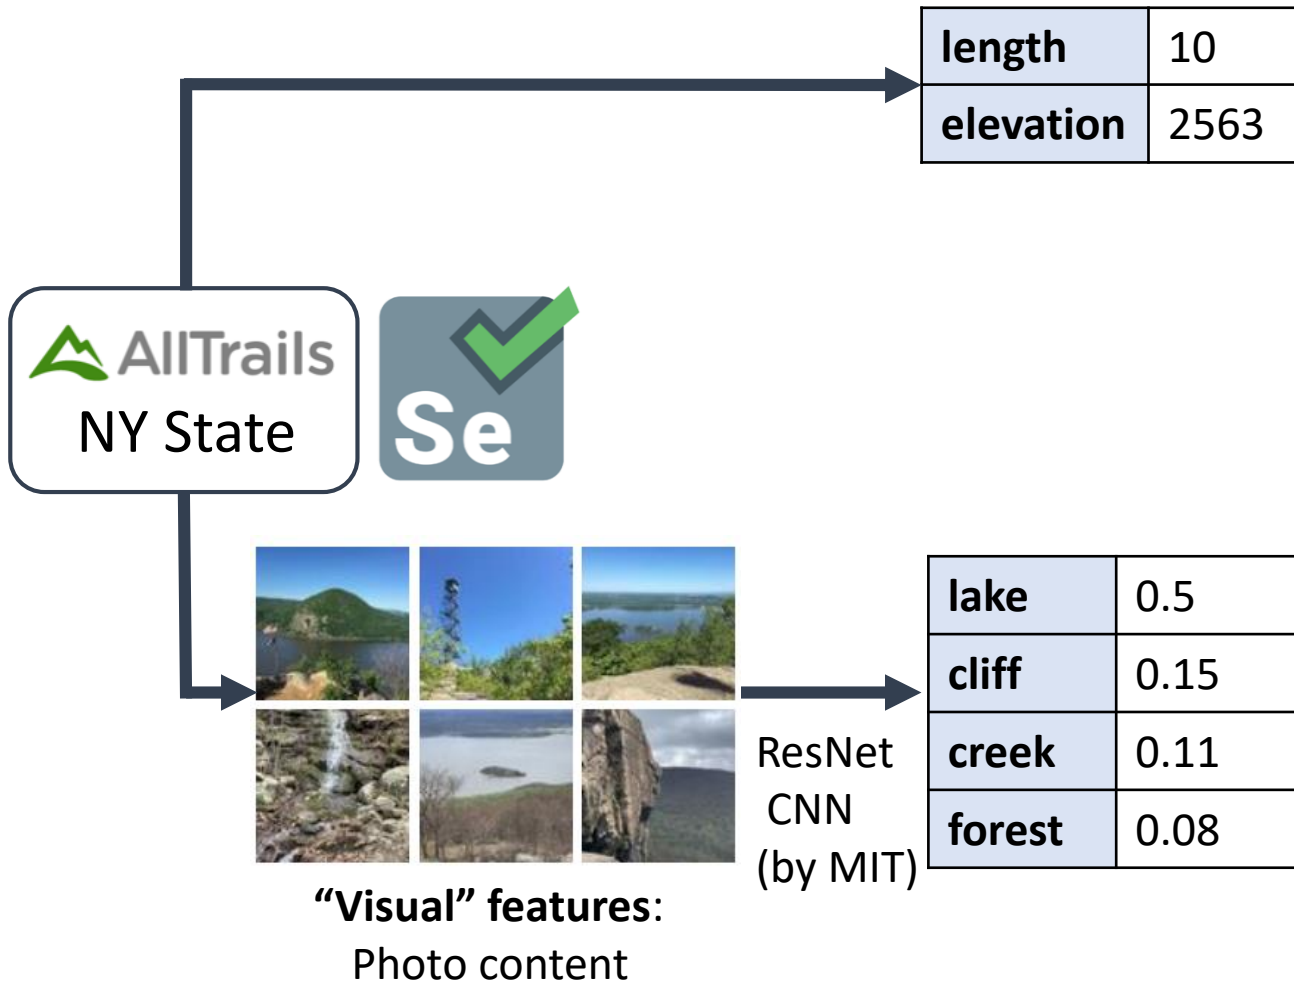 length 10
elevation 2563
AllTrails
NY State
Se
lake 0.5
cliff 0.15
creek 0.11
forest 0.08
ResNet
CNN
(by MIT)
“Visual” features:
Photo content